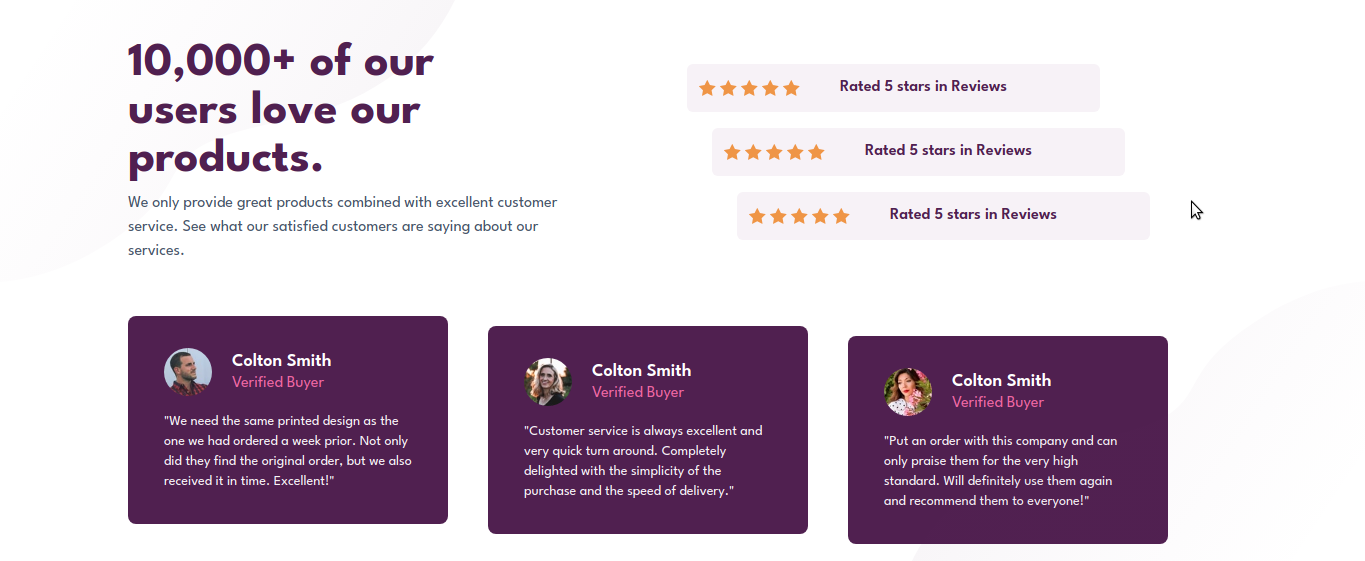 10,000+ of our
users love our
products.
We only provide great products combined with excellent customer
service. See what our satisfied customers are saying about our
services.
Rated 5 stars in Reviews
Rated 5 stars in Reviews
Rated 5 stars in Reviews
Colton Smith
Verified Buyer
"We need the same printed design as the
one we had ordered a week prior. Not only
did they find the original order, but we also
received it in time. Excellent!"
Colton Smith
Verified Buyer
"Customer service is always excellent and
very quick turn around. Completely
delighted with the simplicity of the
purchase and the speed of delivery."
Colton Smith
Verified Buyer
"Put an order with this company and can
only praise them for the very high
standard. Will definitely use them again
and recommend them to everyone!"